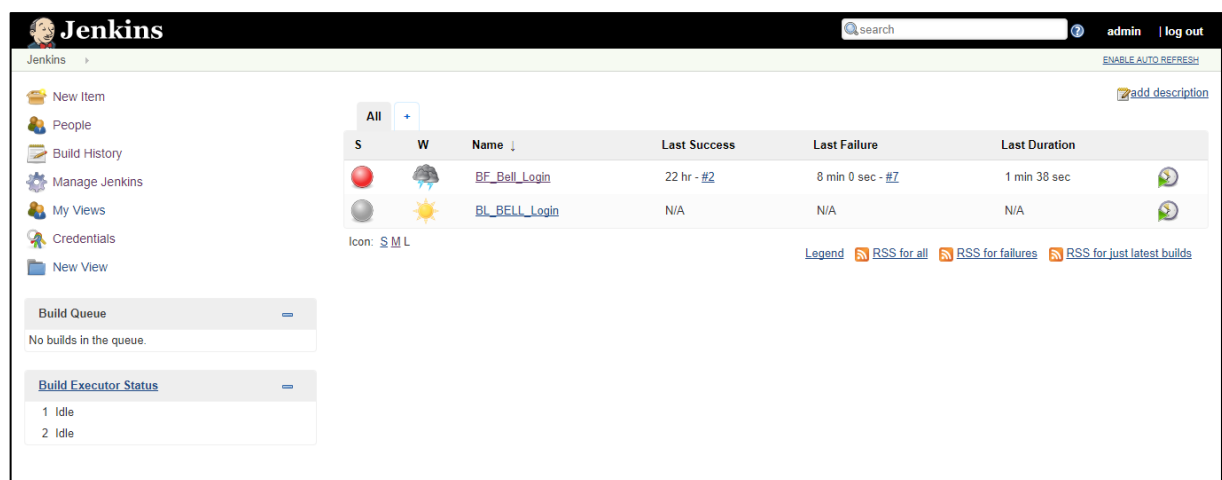 Jenkins
search
admin | log out
Jenkins
ENABLE AUTO REFRESH
New Item
People
Build History
Manage Jenkins
My Views
Credentials
New View
Build Queue
No builds in the queue.
Build Executor Status
1 Idle
2 Idle
add description
All +
S W Name ↓ Last Success Last Failure Last Duration
BF_Bell_Login 22 hr - #2 8 min 0 sec - #7 1 min 38 sec
BL_BELL_Login N/A N/A N/A
Icon: S M L
Legend RSS for all RSS for failures RSS for just latest builds